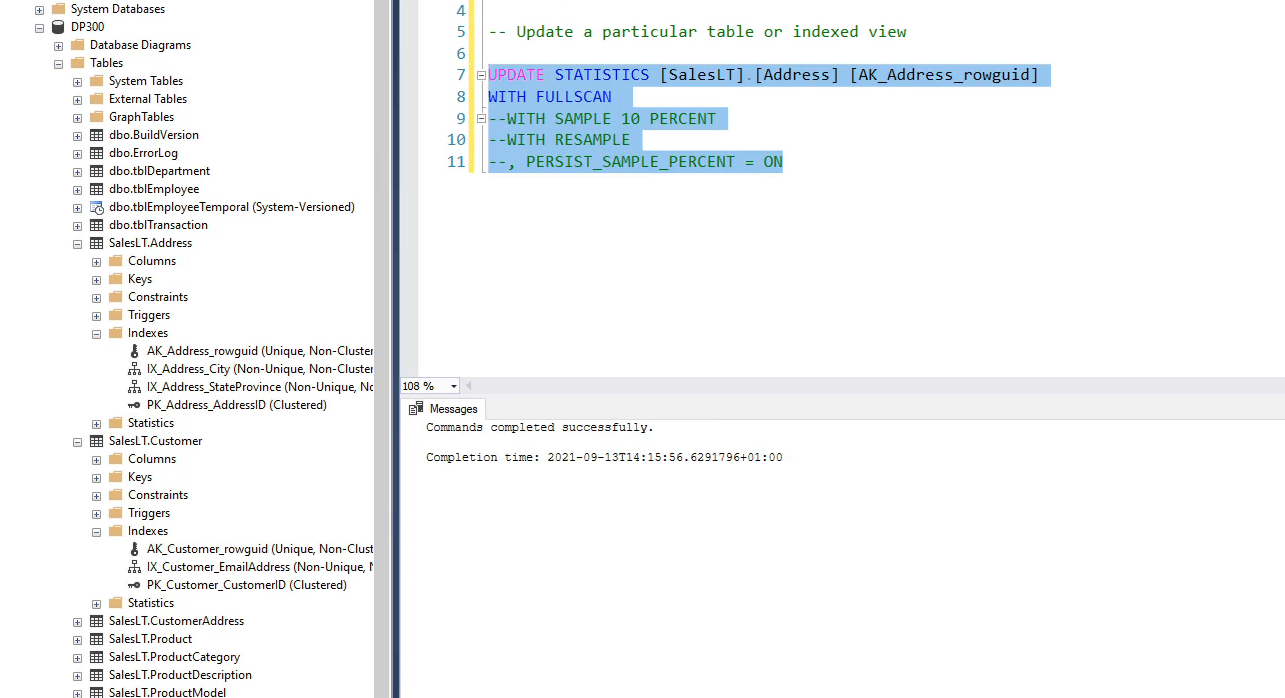 System Databases
DP300
Database Diagrams
Tables
System Tables
External Tables
GraphTables
dbo.BuildVersion
dbo.ErrorLog
dbo.tblDepartment
dbo.tblEmployee
dbo.tblEmployeeTemporal (System-Versioned)
dbo.tblTransaction
SalesLT.Address
Columns
Keys
Constraints
Triggers
Indexes
AK_Address_rowguid (Unique, Non-Cluster
IX_Address_City (Non-Unique, Non-Cluster
IX_Address_StateProvince (Non-Unique, No
PK_Address_AddressID (Clustered)
Statistics
SalesLT.Customer
Columns
Keys
Constraints
Triggers
Indexes
AK_Customer_rowguid (Unique, Non-Clust
IX_Customer_EmailAddress (Non-Unique, N
PK_Customer_CustomerID (Clustered)
Statistics
SalesLT.CustomerAddress
SalesLT.Product
SalesLT.ProductCategory
SalesLT.ProductDescription
SalesLT.ProductModel
4
5 -- Update a particular table or indexed view
6
7 UPDATE STATISTICS [SalesLT].[Address] [AK_Address_rowguid]
8 WITH FULLSCAN
9 --WITH SAMPLE 10 PERCENT
10 --WITH RESAMPLE
11 --, PERSIST_SAMPLE_PERCENT = ON
108 %
Messages
Commands completed successfully.
Completion time: 2021-09-13T14:15:56.6291796+01:00